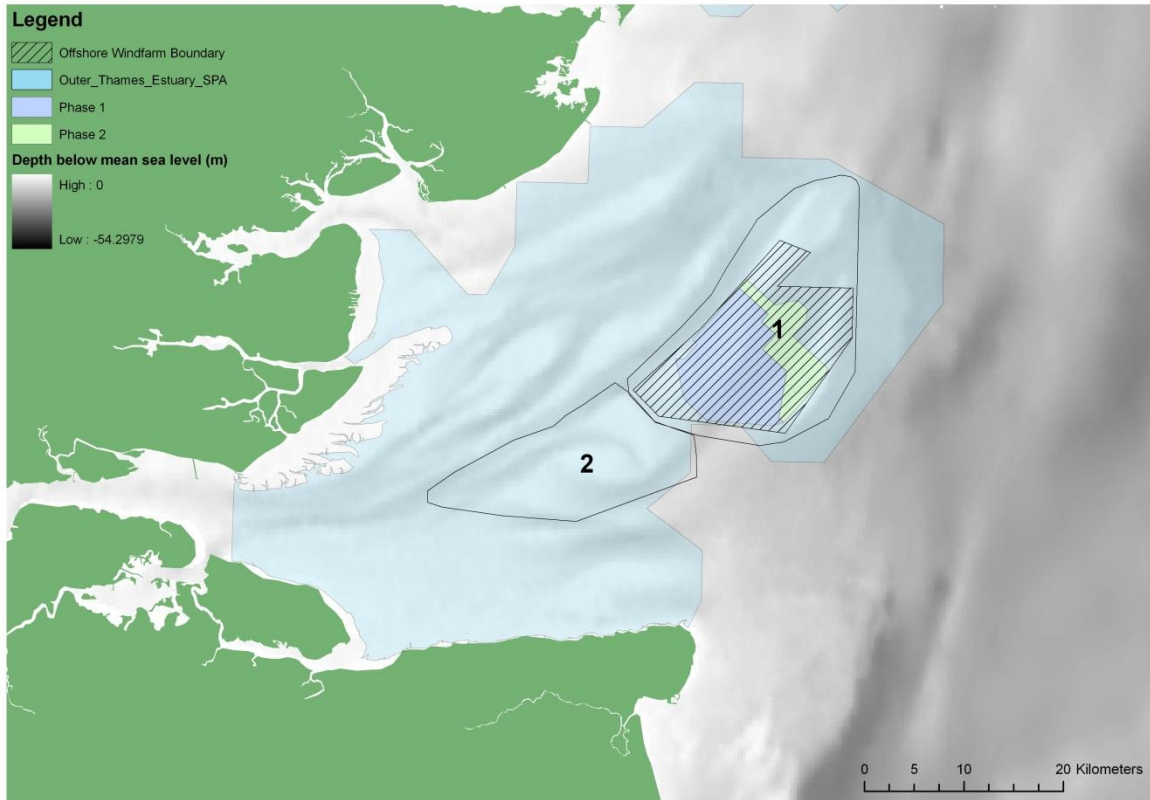 Legend
Offshore Windfarm Boundary
Outer_Thames_Estuary_SPA
Phase 1
Phase 2
Depth below mean sea level (m)
High : 0
Low : -54.2979
1
2
0 5 10 20 Kilometers